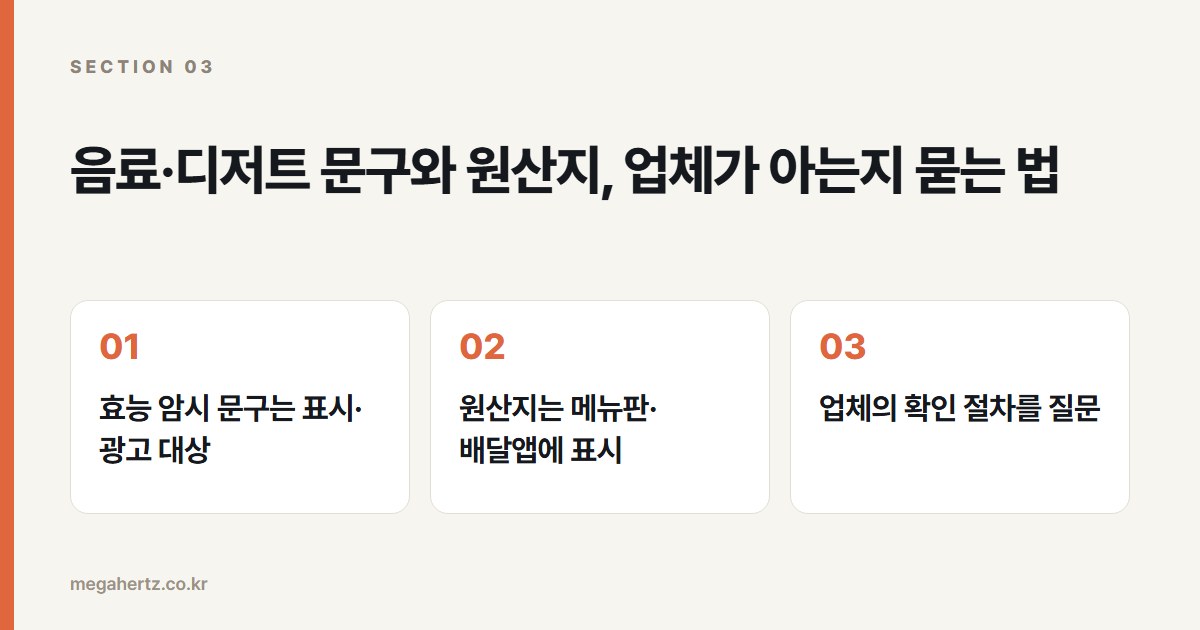 SECTION 03
음료·디저트 문구와 원산지, 업체가 아는지 묻는 법
01
효능 암시 문구는 표시·
광고 대상
02
원산지는 메뉴판·
배달앱에 표시
03
업체의 확인 절차를 질문
megahertz.co.kr